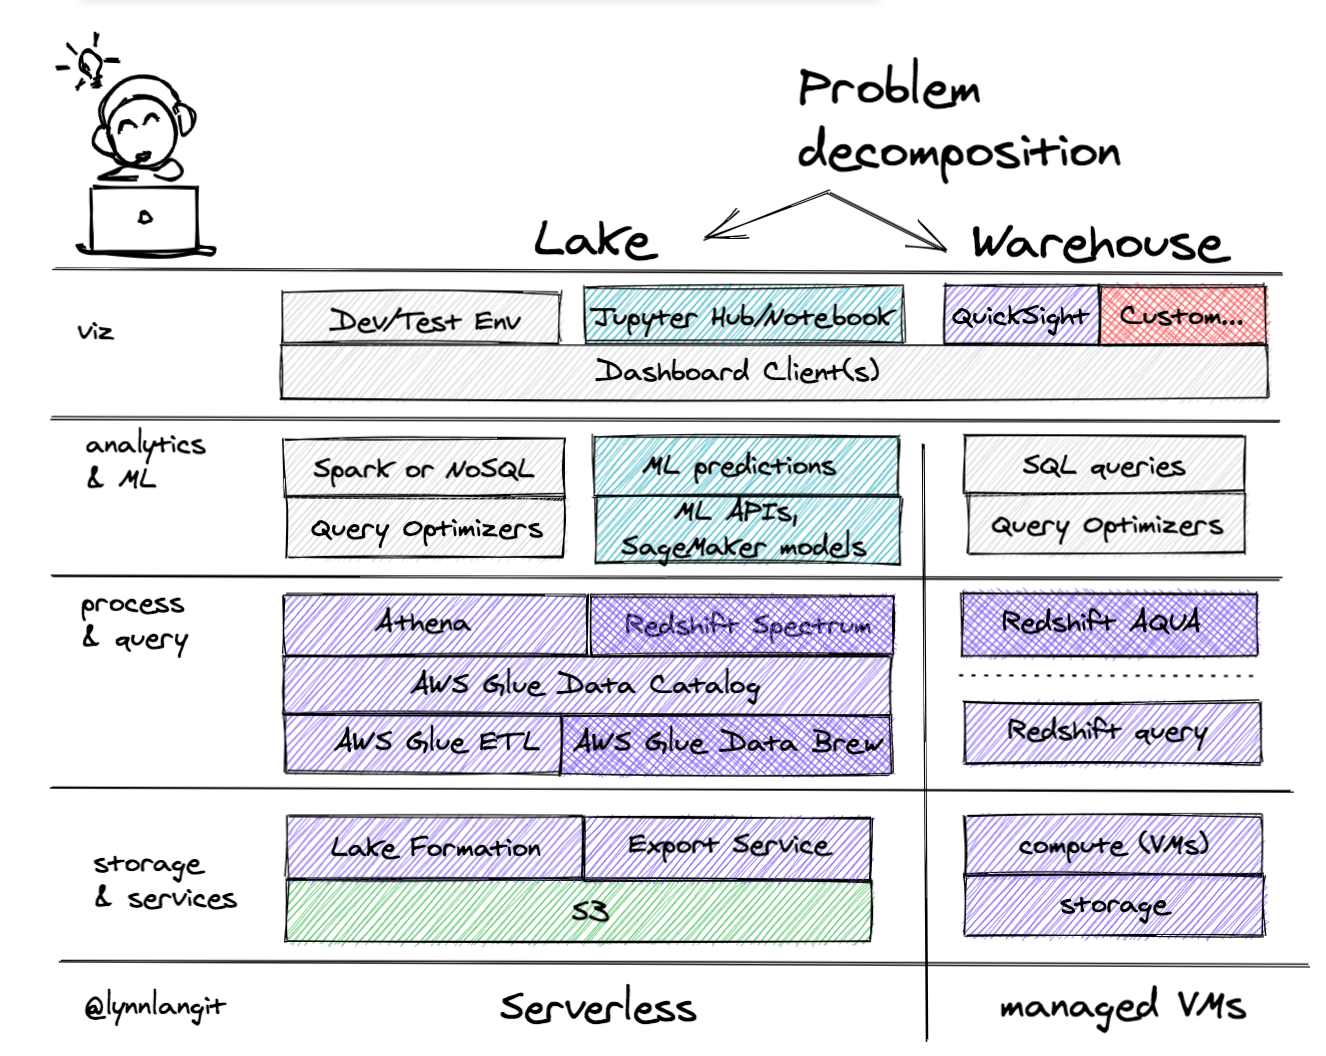 Problem
decomposition
Lake
Warehouse
viz
Dev/Test Env
Jupyter Hub/Notebook
QuickSight
Custom...
Dashboard Client(s)
analytics
& ML
Spark or NoSQL
ML predictions
SQL queries
Query Optimizers
ML APIs,
SageMaker models
Query Optimizers
process
& query
Athena
Redshift Spectrum
Redshift AQUA
AWS Glue Data Catalog
AWS Glue ETL
AWS Glue Data Brew
Redshift query
storage
& services
Lake Formation
Export Service
compute (VMs)
S3
storage
@lynnlangit
Serverless
managed VMs